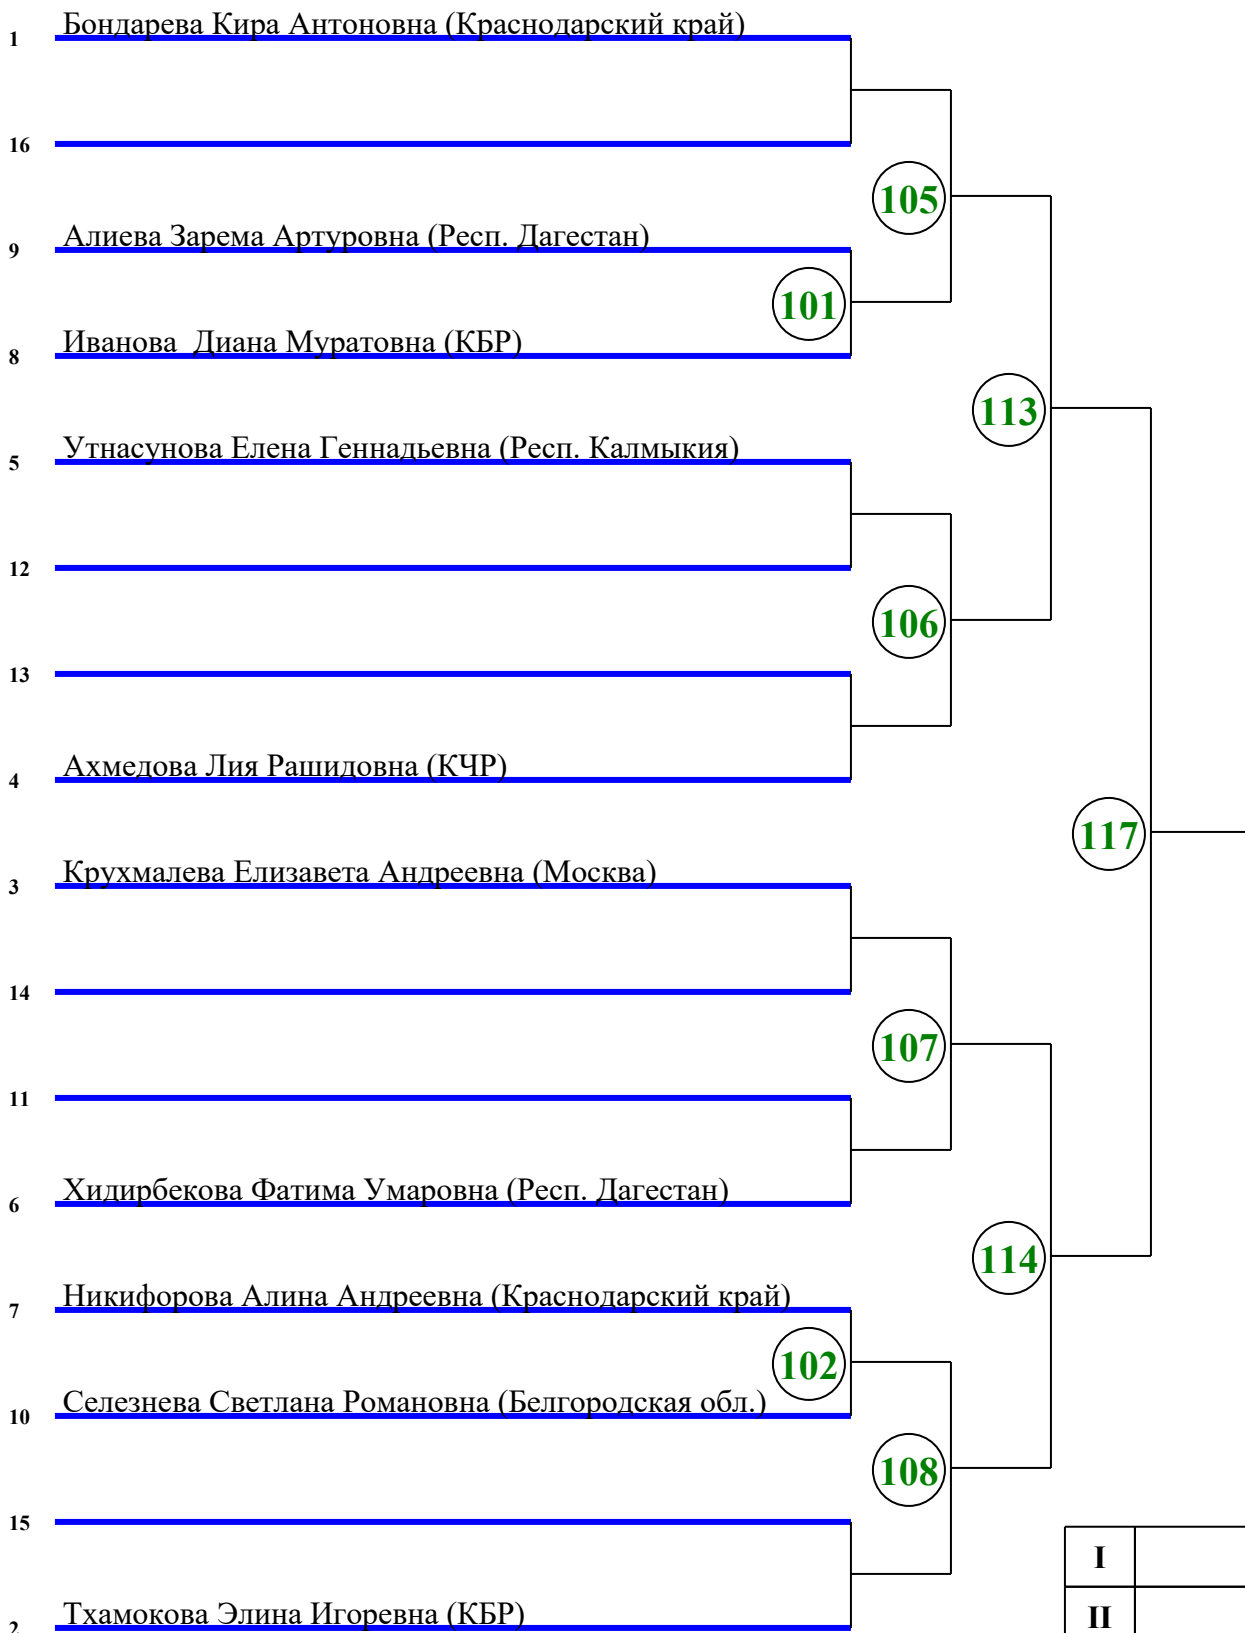 1 Бондарева Кира Антоновна (Краснодарский край)
16
105
9 Алиева Зарема Артуровна (Респ. Дагестан)
101
8 Иванова  Диана Муратовна (КБР)
113
5 Утнасунова Елена Геннадьевна (Респ. Калмыкия)
12
106
13
4 Ахмедова Лия Рашидовна (КЧР)
117
3 Крухмалева Елизавета Андреевна (Москва)
14
107
11
6 Хидирбекова Фатима Умаровна (Респ. Дагестан)
114
7 Никифорова Алина Андреевна (Краснодарский край)
102
10 Селезнева Светлана Романовна (Белгородская обл.)
108
15
I
2 Тхамокова Элина Игоревна (КБР)
II